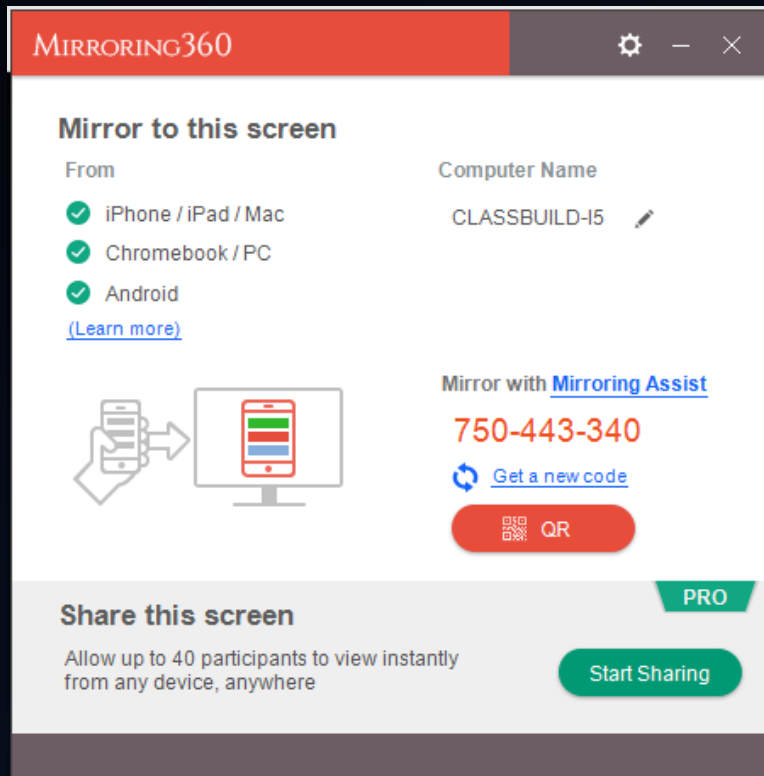 MIRRORING360
Mirror to this screen
From
iPhone / iPad / Mac
Chromebook / PC
Android
(Learn more)
Computer Name
CLASSBUILD-I5
Mirror with Mirroring Assist
750-443-340
Get a new code
QR
PRO
Share this screen
Allow up to 40 participants to view instantly
from any device, anywhere
Start Sharing